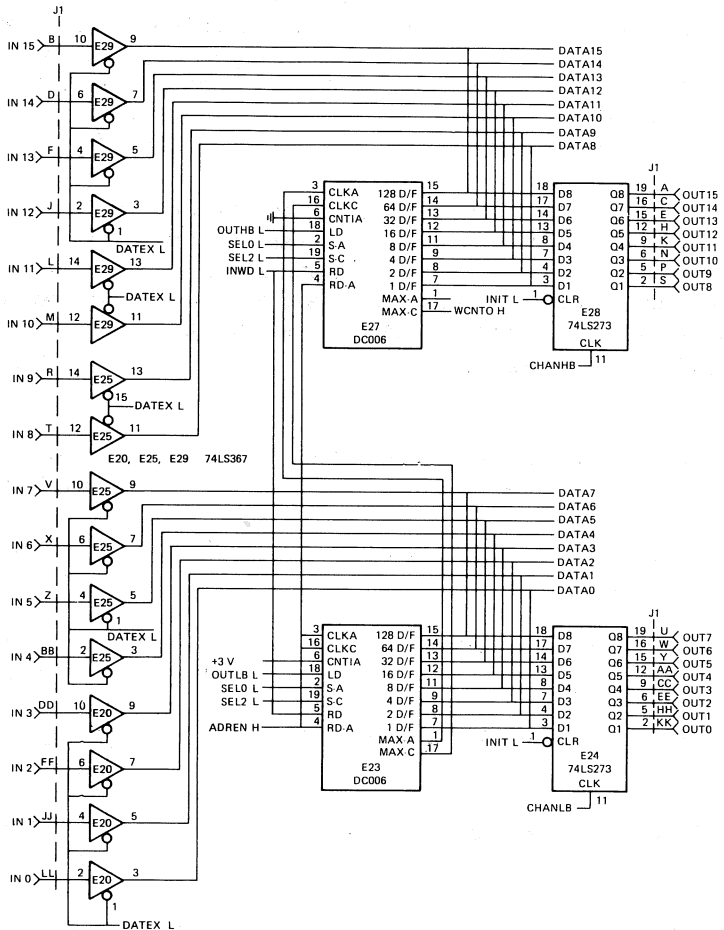 J1
IN 15 B 10 E29 9 DATA15
DATA14
IN 14 D 6 E29 7 DATA13
DATA12
DATA11
IN 13 F 4 E29 5 DATA10
DATA9
DATA8
IN 12 J 2 E29 3
1
DATEX L
IN 11 L 14 E29 13
DATEX L
IN 10 M 12 E29 11
IN 9 R 14 E25 13
15
DATEX L
IN 8 T 12 E25 11
E20, E25, E29 74LS367
3 CLKA 128 D/F 15
16 CLKC 64 D/F 14
6 CNTIA 32 D/F 13
OUTHB L 18 LD 16 D/F 12
SEL0 L 2 S-A 8 D/F 11
SEL2 L 19 S-C 4 D/F 9
INWD L 5 RD 2 D/F 8
4 RD-A 1 D/F 7
MAX-A 1
MAX-C 17 WCNTO H
E27
DC006
J1
18 D8 Q8 19 A OUT15
17 D7 Q7 16 C OUT14
14 D6 Q6 15 E OUT13
13 D5 Q5 12 H OUT12
8 D4 Q4 9 K OUT11
7 D3 Q3 6 N OUT10
4 D2 Q2 5 P OUT9
3 D1 Q1 2 S OUT8
INIT L 1 CLR
E28
74LS273
CLK
11
CHANHB
IN 7 V 10 E25 9 DATA7
DATA6
IN 6 X 6 E25 7 DATA5
DATA4
DATA3
IN 5 Z 4 E25 5 DATA2
DATA1
DATA0
1
DATEX L
IN 4 BB 2 E25 3
IN 3 DD 10 E20 9
IN 2 FF 6 E20 7
IN 1 JJ 4 E20 5
IN 0 LL 2 E20 3
1
DATEX L
3 CLKA 128 D/F 15
16 CLKC 64 D/F 14
+3 V 6 CNTIA 32 D/F 13
OUTLB L 18 LD 16 D/F 12
SEL0 L 2 S-A 8 D/F 11
SEL2 L 19 S-C 4 D/F 9
5 RD 2 D/F 8
ADREN H 4 RD-A 1 D/F 7
MAX-A 1
MAX C 17
E23
DC006
J1
18 D8 Q8 19 U OUT7
17 D7 Q7 16 W OUT6
14 D6 Q6 15 Y OUT5
13 D5 Q5 12 AA OUT4
8 D4 Q4 9 CC OUT3
7 D3 Q3 6 EE OUT2
4 D2 Q2 5 HH OUT1
3 D1 Q1 2 KK OUT0
INIT L 1 CLR
E24
74LS273
CLK
11
CHANLB